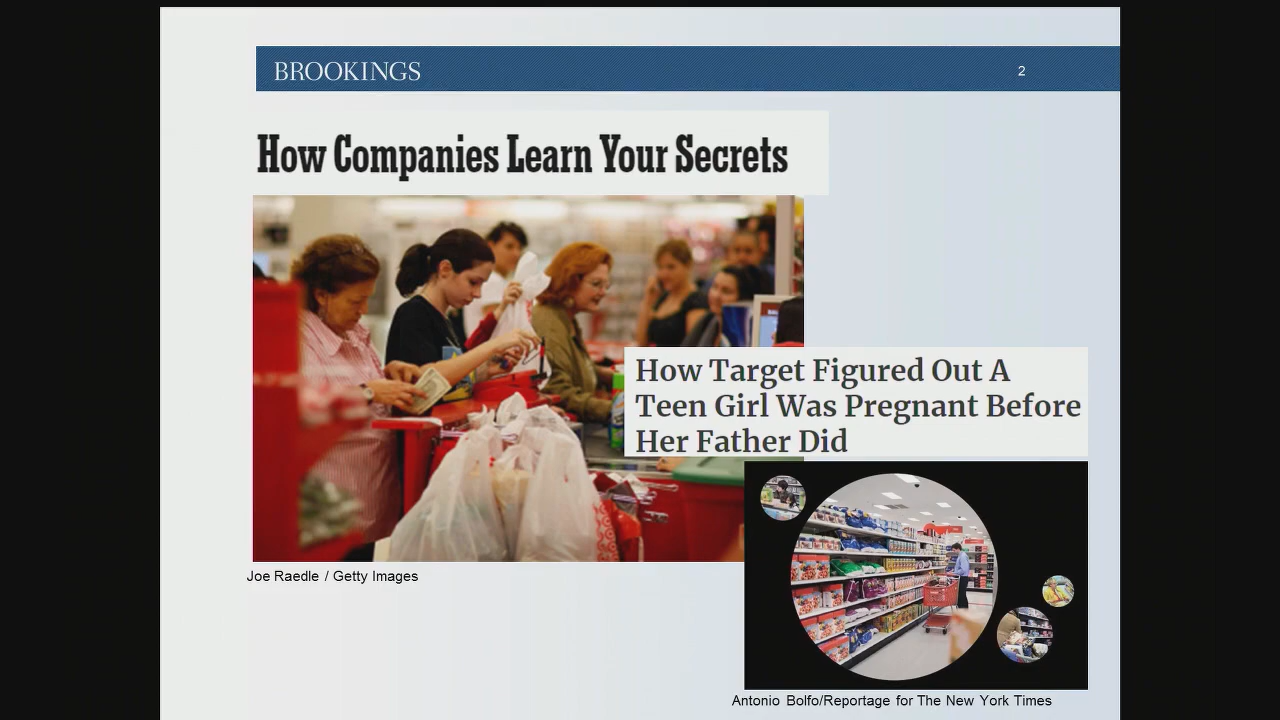 BROOKINGS
2
How Companies Learn Your Secrets
How Target Figured Out A
Teen Girl Was Pregnant Before
Her Father Did
Joe Raedle / Getty Images
Antonio Bolfo/Reportage for The New York Times